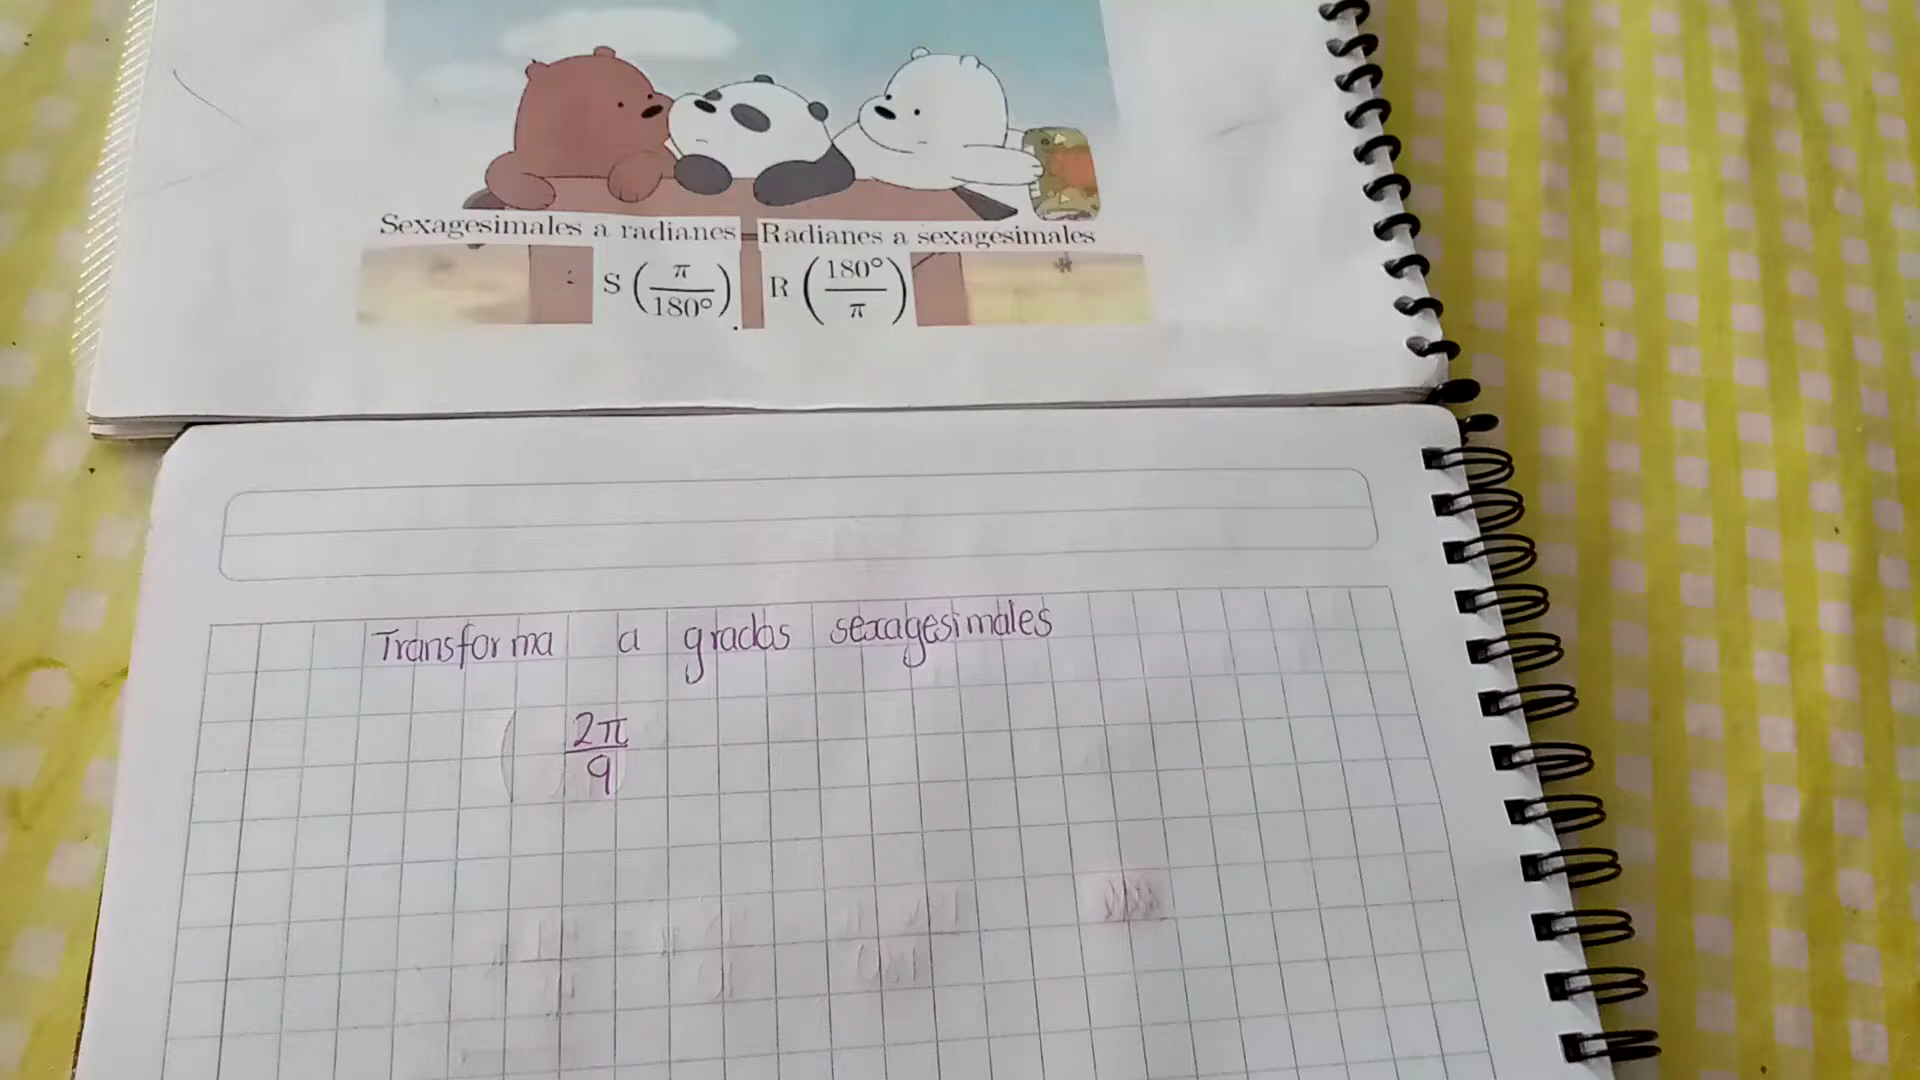 Sexagesimales a radianes
Radianes a sexagesimales
S (π/180°)
R (180°/π)
Transforma a grados sexagesimales
2π
9